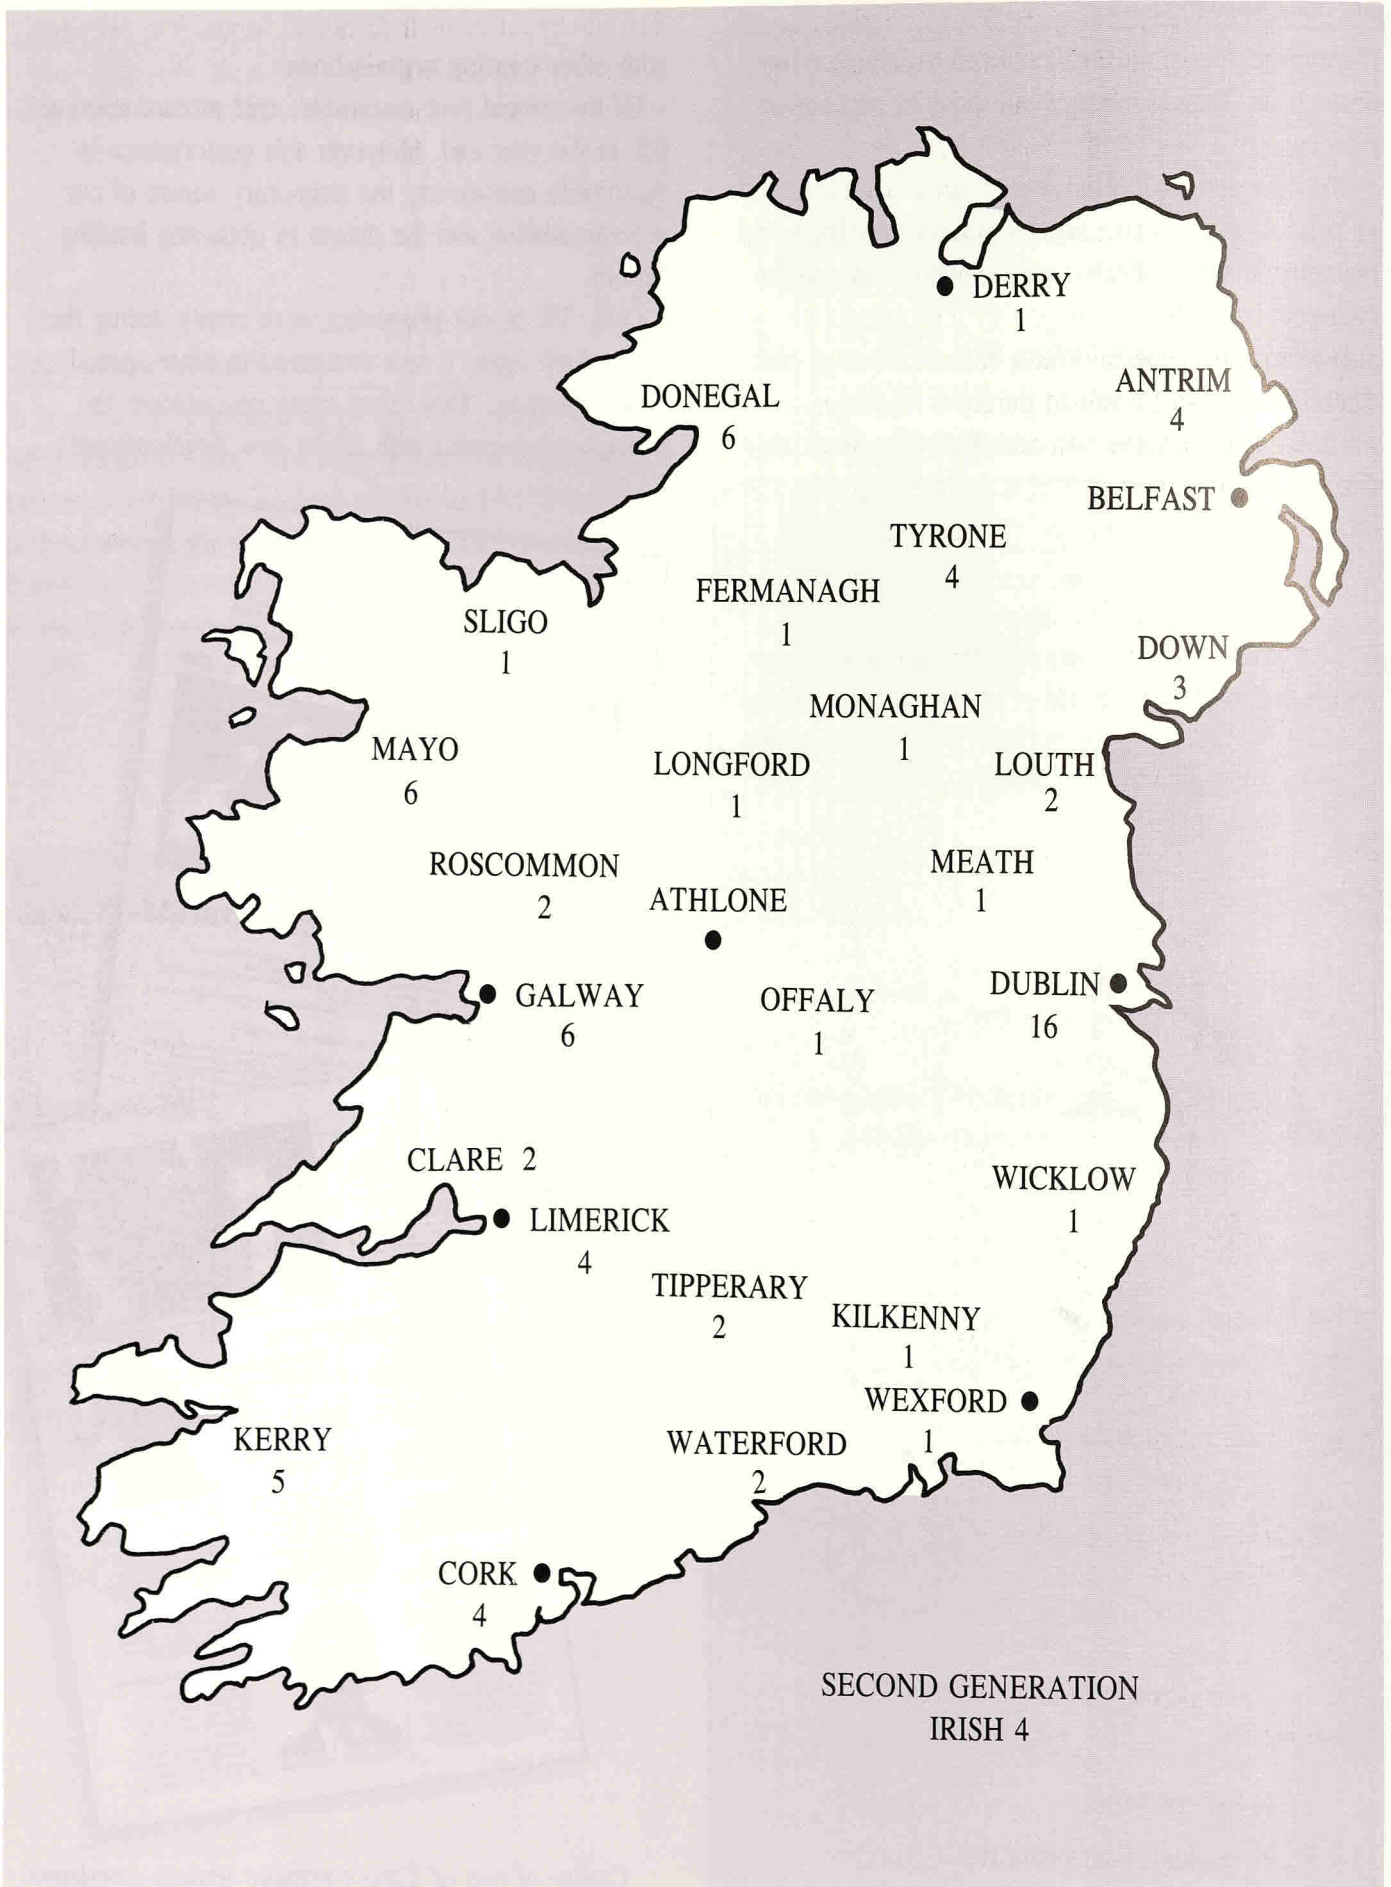 DERRY
1
DONEGAL
6
ANTRIM
4
BELFAST
TYRONE
4
FERMANAGH
1
SLIGO
1
DOWN
3
MONAGHAN
1
MAYO
6
LONGFORD
1
LOUTH
2
ROSCOMMON
2
ATHLONE
MEATH
1
GALWAY
6
OFFALY
1
DUBLIN
16
CLARE 2
WICKLOW
1
LIMERICK
4
TIPPERARY
2
KILKENNY
1
WEXFORD
1
KERRY
5
WATERFORD
2
CORK
4
SECOND GENERATION
IRISH 4